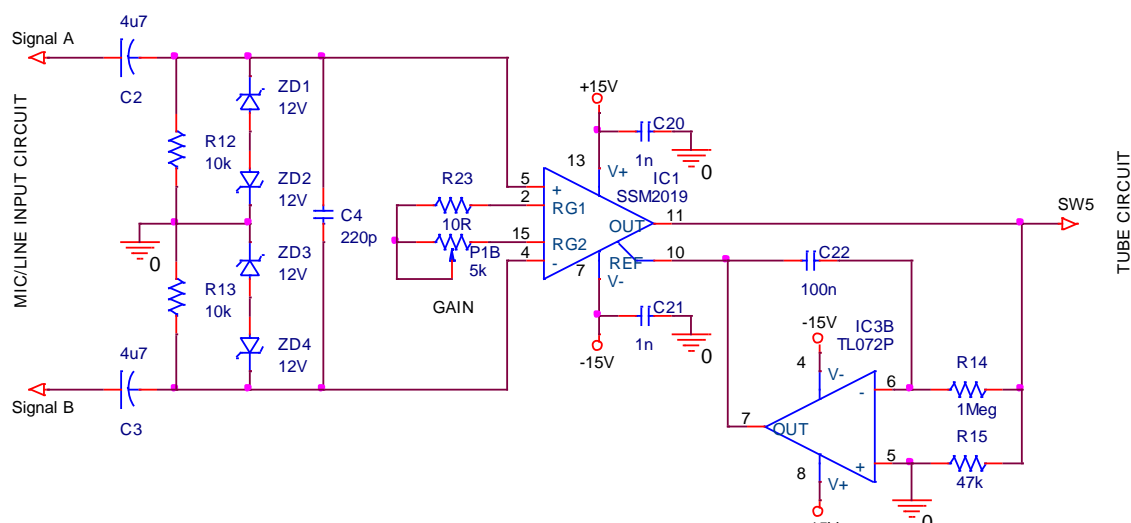 4u7
Signal A
C2
MIC/LINE INPUT CIRCUIT
R12
10k
ZD1
12V
ZD2
12V
C4
220p
0
R13
10k
ZD3
12V
ZD4
12V
4u7
Signal B
C3
R23
10R
P1B
5k
GAIN
+15V
C20
1n
0
13
V+
IC1
SSM2019
5
+
2
RG1
15
RG2
4
-
OUT
11
REF
10
7
V-
C21
1n
0
-15V
SW5
TUBE CIRCUIT
C22
100n
-15V
IC3B
TL072P
4
V-
6
-
R14
1Meg
7
OUT
5
+
R15
47k
8
V+
0